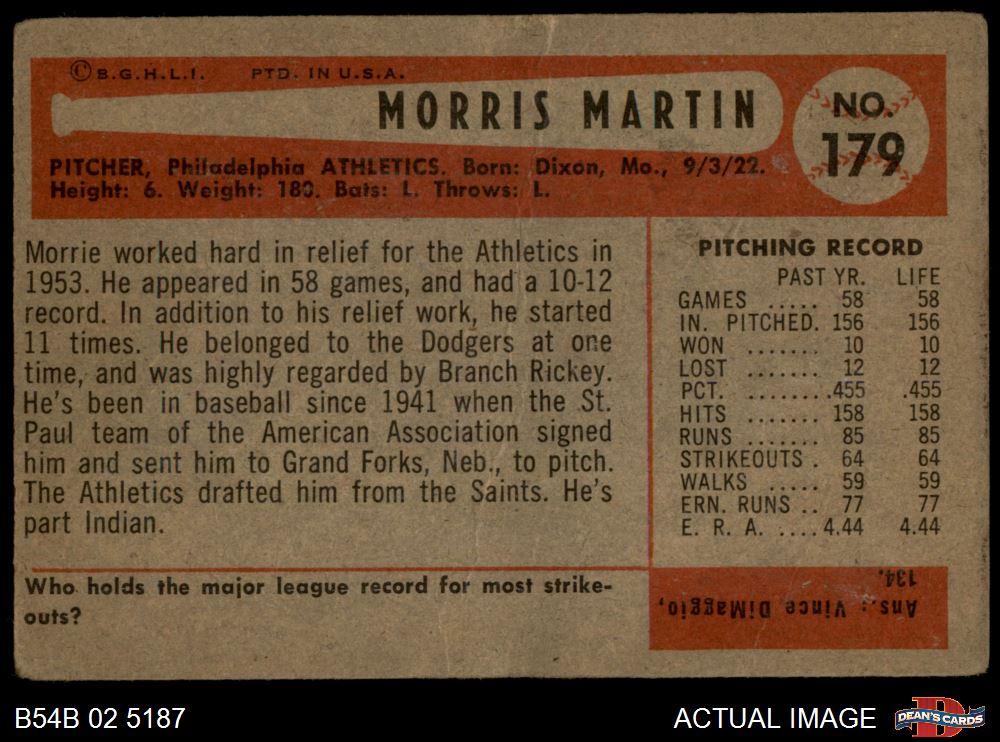 © B.G.H.L.I. PTD. IN U.S.A.
MORRIS MARTIN
NO.
179
PITCHER, Philadelphia ATHLETICS. Born: Dixon, Mo., 9/3/22.
Height: 6. Weight: 180. Bats: L. Throws: L.
Morrie worked hard in relief for the Athletics in
1953. He appeared in 58 games, and had a 10-12
record. In addition to his relief work, he started
11 times. He belonged to the Dodgers at one
time, and was highly regarded by Branch Rickey.
He's been in baseball since 1941 when the St.
Paul team of the American Association signed
him and sent him to Grand Forks, Neb., to pitch.
The Athletics drafted him from the Saints. He's
part Indian.
PITCHING RECORD
PAST YR. LIFE
GAMES ..... 58 58
IN. PITCHED. 156 156
WON ....... 10 10
LOST ....... 12 12
PCT. ........ .455 .455
HITS ....... 158 158
RUNS ....... 85 85
STRIKEOUTS . 64 64
WALKS ..... 59 59
ERN. RUNS .. 77 77
E. R. A. .... 4.44 4.44
Who holds the major league record for most strike-
outs?
Ans.: Vince DiMaggio,
134.
B54B 02 5187
ACTUAL IMAGE
D
DEAN'S CARDS